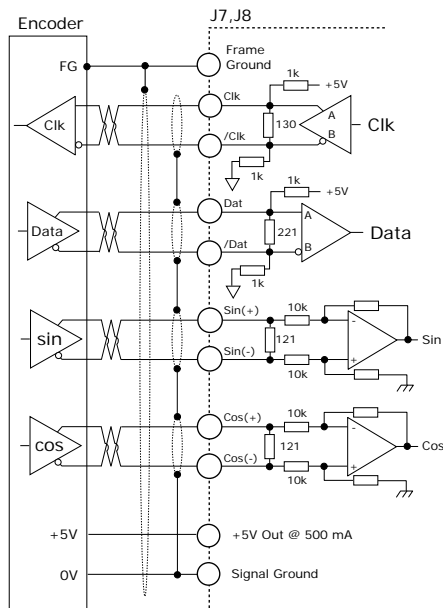 Encoder
J7,J8
FG
Frame
Ground
1k
+5V
Clk
Clk
A
130
B
Clk
/Clk
1k
1k
+5V
Dat
Data
A
221
B
Data
/Dat
1k
Sin(+)
10k
-
sin
121
Sin
Sin(-)
+
10k
Cos(+)
10k
-
cos
121
Cos
Cos(-)
+
10k
+5V
+5V Out @ 500 mA
0V
Signal Ground